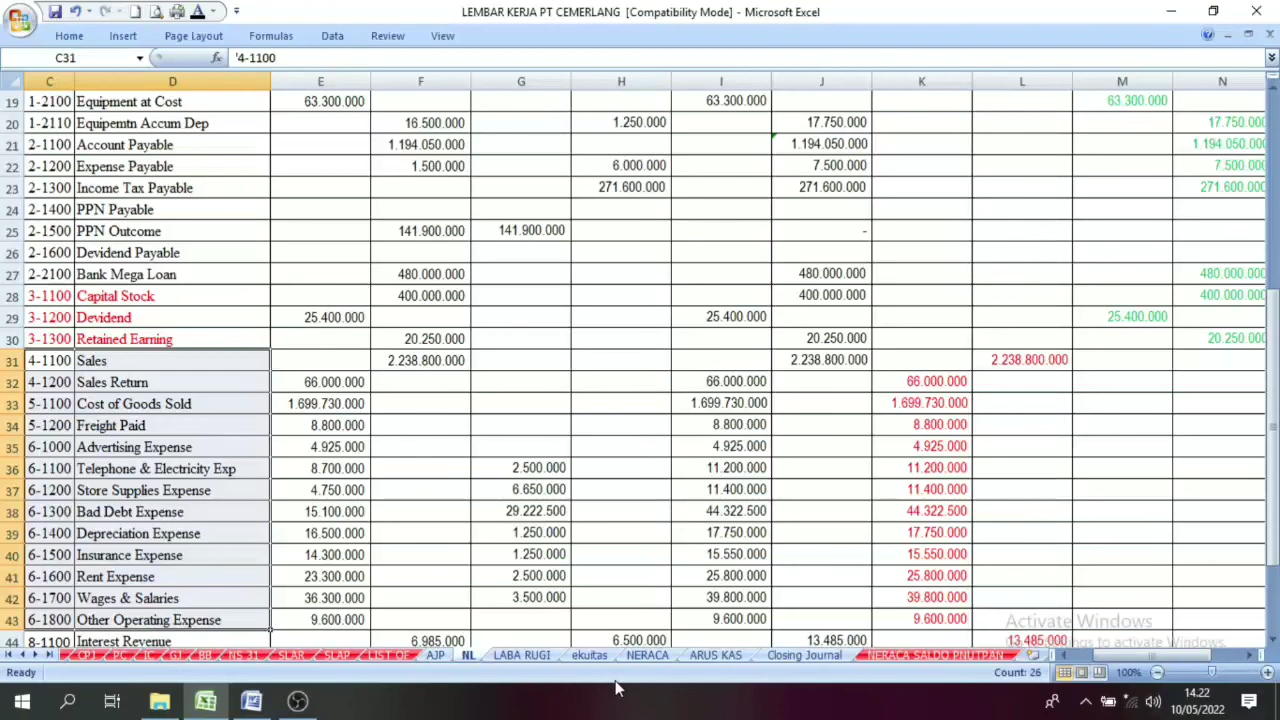 LEMBAR KERJA PT CEMERLANG [Compatibility Mode] - Microsoft Excel
Home Insert Page Layout Formulas Data Review View
C31 fx '4-1100
C D E F G H I J K L M N
19 1-2100 Equipment at Cost 63.300.000 63.300.000 63.300.000
20 1-2110 Equipemtn Accum Dep 16.500.000 1.250.000 17.750.000 17.750.000
21 2-1100 Account Payable 1.194.050.000 1.194.050.000 1.194.050.000
22 2-1200 Expense Payable 1.500.000 6.000.000 7.500.000 7.500.000
23 2-1300 Income Tax Payable 271.600.000 271.600.000 271.600.000
24 2-1400 PPN Payable
25 2-1500 PPN Outcome 141.900.000 141.900.000 -
26 2-1600 Devidend Payable
27 2-2100 Bank Mega Loan 480.000.000 480.000.000 480.000.000
28 3-1100 Capital Stock 400.000.000 400.000.000 400.000.000
29 3-1200 Devidend 25.400.000 25.400.000 25.400.000
30 3-1300 Retained Earning 20.250.000 20.250.000 20.250.000
31 4-1100 Sales 2.238.800.000 2.238.800.000 2.238.800.000
32 4-1200 Sales Return 66.000.000 66.000.000 66.000.000
33 5-1100 Cost of Goods Sold 1.699.730.000 1.699.730.000 1.699.730.000
34 5-1200 Freight Paid 8.800.000 8.800.000 8.800.000
35 6-1000 Advertising Expense 4.925.000 4.925.000 4.925.000
36 6-1100 Telephone & Electricity Exp 8.700.000 2.500.000 11.200.000 11.200.000
37 6-1200 Store Supplies Expense 4.750.000 6.650.000 11.400.000 11.400.000
38 6-1300 Bad Debt Expense 15.100.000 29.222.500 44.322.500 44.322.500
39 6-1400 Depreciation Expense 16.500.000 1.250.000 17.750.000 17.750.000
40 6-1500 Insurance Expense 14.300.000 1.250.000 15.550.000 15.550.000
41 6-1600 Rent Expense 23.300.000 2.500.000 25.800.000 25.800.000
42 6-1700 Wages & Salaries 36.300.000 3.500.000 39.800.000 39.800.000
43 6-1800 Other Operating Expense 9.600.000 9.600.000 9.600.000
Activate Windows
44 8-1100 Interest Revenue 6.985.000 6.500.000 13.485.000 13.485.000
ngs to activate Windows.
CPJ PC IC GJ BB NS 31 SLAR SLAP LIST OF AJP NL LABA RUGI ekuitas NERACA ARUS KAS Closing Journal NERACA SALDO PNUTPAN
Ready Count: 26 100%
14.22
10/05/2022